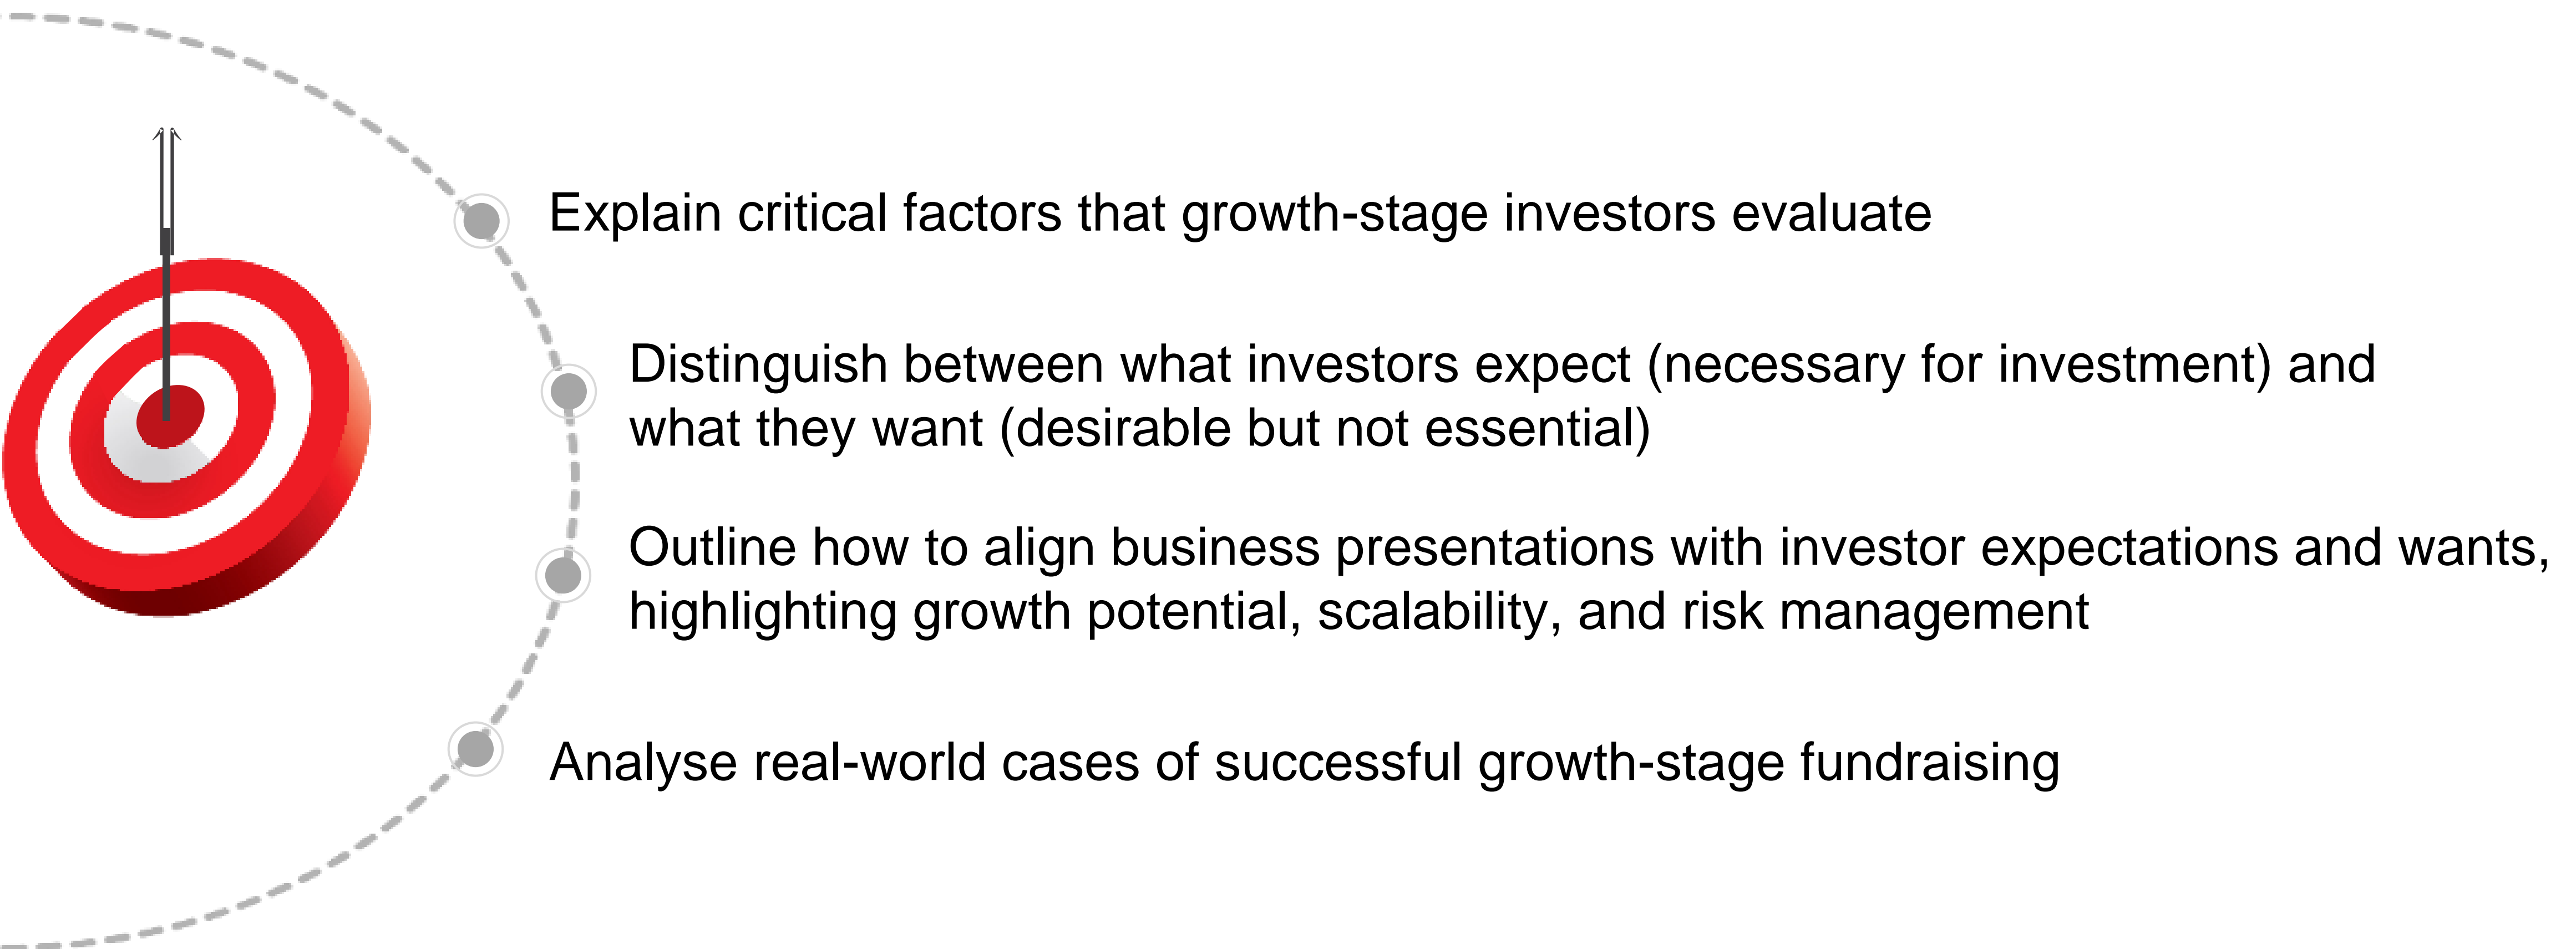 Explain critical factors that growth-stage investors evaluate
Distinguish between what investors expect (necessary for investment) and
what they want (desirable but not essential)
Outline how to align business presentations with investor expectations and wants,
highlighting growth potential, scalability, and risk management
Analyse real-world cases of successful growth-stage fundraising